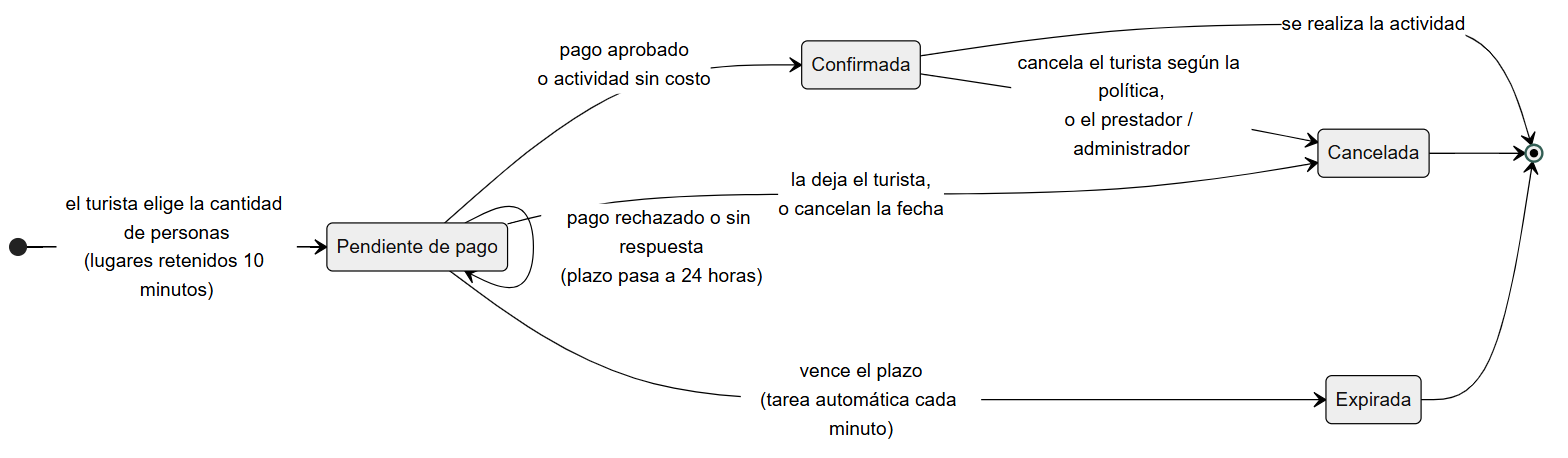 el turista elige la cantidad
de personas
(lugares retenidos 10
minutos)
Pendiente de pago
pago aprobado
o actividad sin costo
Confirmada
se realiza la actividad
cancela el turista según la
política,
o el prestador /
administrador
Cancelada
la deja el turista,
o cancelan la fecha
pago rechazado o sin
respuesta
(plazo pasa a 24 horas)
vence el plazo
(tarea automática cada
minuto)
Expirada